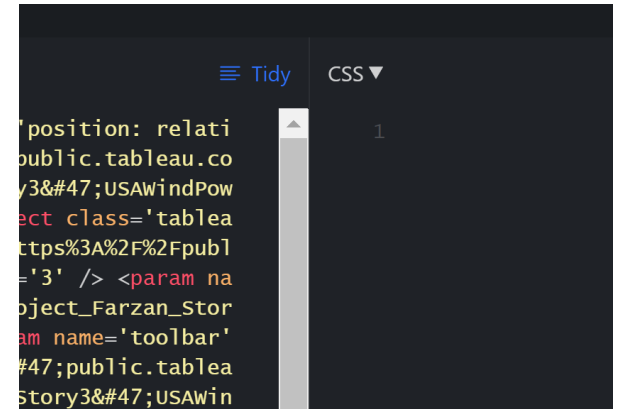 Tidy CSS▼
'position: relati 1
public.tableau.co
y3&#47;USAWindPow
ect class='tablea
ttps%3A%2F%2Fpubl
='3' /> <param na
oject_Farzan_Stor
am name='toolbar'
#47;public.tablea
Story3&#47;USAWin